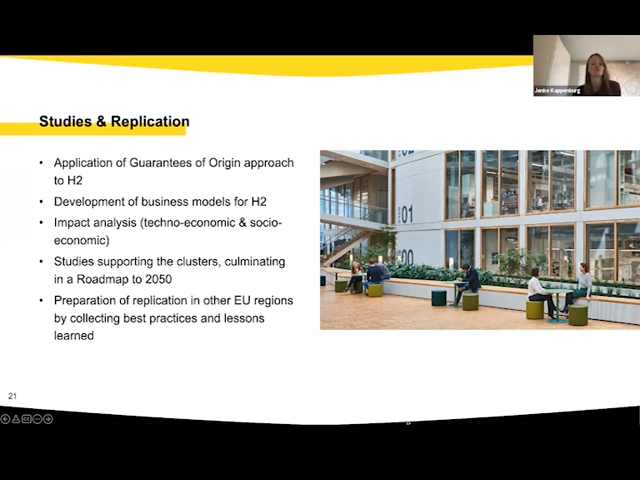 Janke Kappenburg
Studies & Replication
• Application of Guarantees of Origin approach
to H2
• Development of business models for H2
• Impact analysis (techno-economic & socio-
economic)
• Studies supporting the clusters, culminating
in a Roadmap to 2050
• Preparation of replication in other EU regions
by collecting best practices and lessons
learned
01
00
21